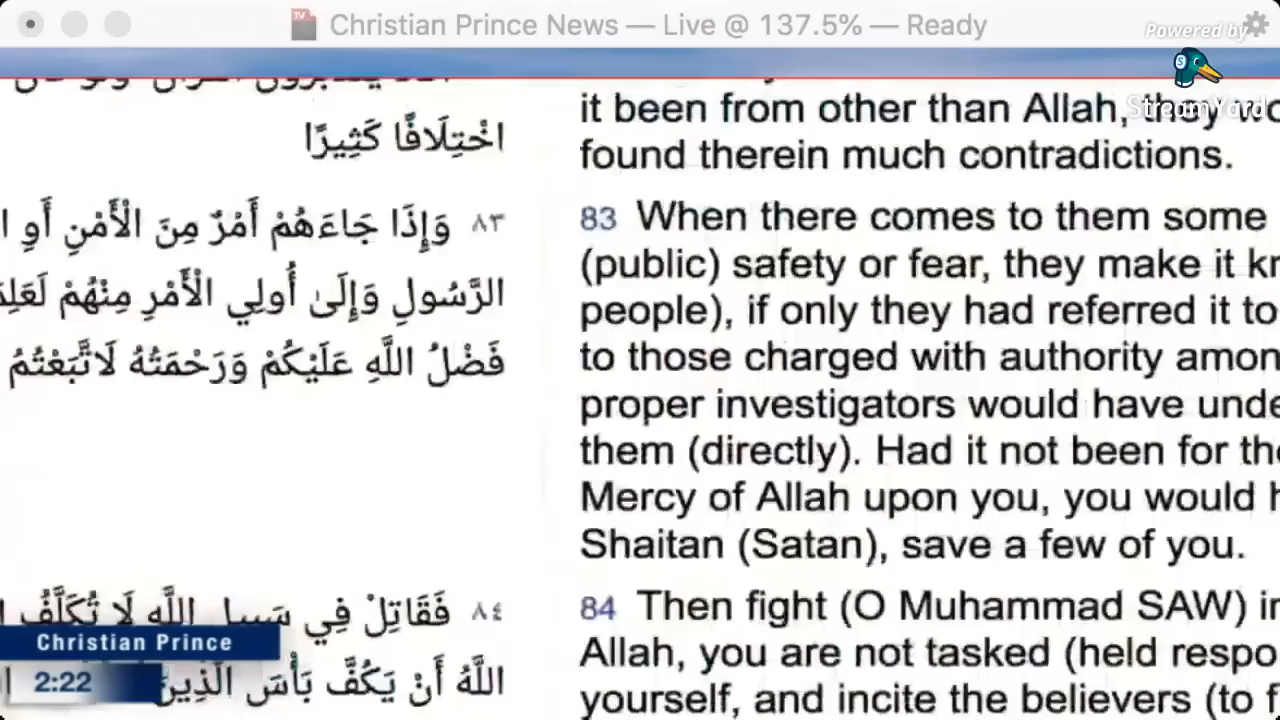 Christian Prince News — Live @ 137.5% — Ready
Powered by
StreamYard
اخْتِلَافًا كَثِيرًا
٨٣ وَإِذَا جَاءَهُمْ أَمْرٌ مِنَ الْأَمْنِ أَوِ
الرَّسُولِ وَإِلَىٰ أُولِي الْأَمْرِ مِنْهُمْ
فَضْلُ اللَّهِ عَلَيْكُمْ وَرَحْمَتُهُ لَاتَّبَعْتُمُ
٨٤ فَقَاتِلْ فِي سَبِيلِ اللَّهِ لَا تُكَلَّفُ
اللَّهُ أَنْ يَكُفَّ بَأْسَ الَّذِينَ
it been from other than Allah, they
found therein much contradictions.
83 When there comes to them some
(public) safety or fear, they make it
people), if only they had referred it to
to those charged with authority
proper investigators would have
them (directly). Had it not been for
Mercy of Allah upon you, you would
Shaitan (Satan), save a few of you.
84 Then fight (O Muhammad SAW)
Allah, you are not tasked (held
yourself, and incite the believers (to
Christian Prince
2:22